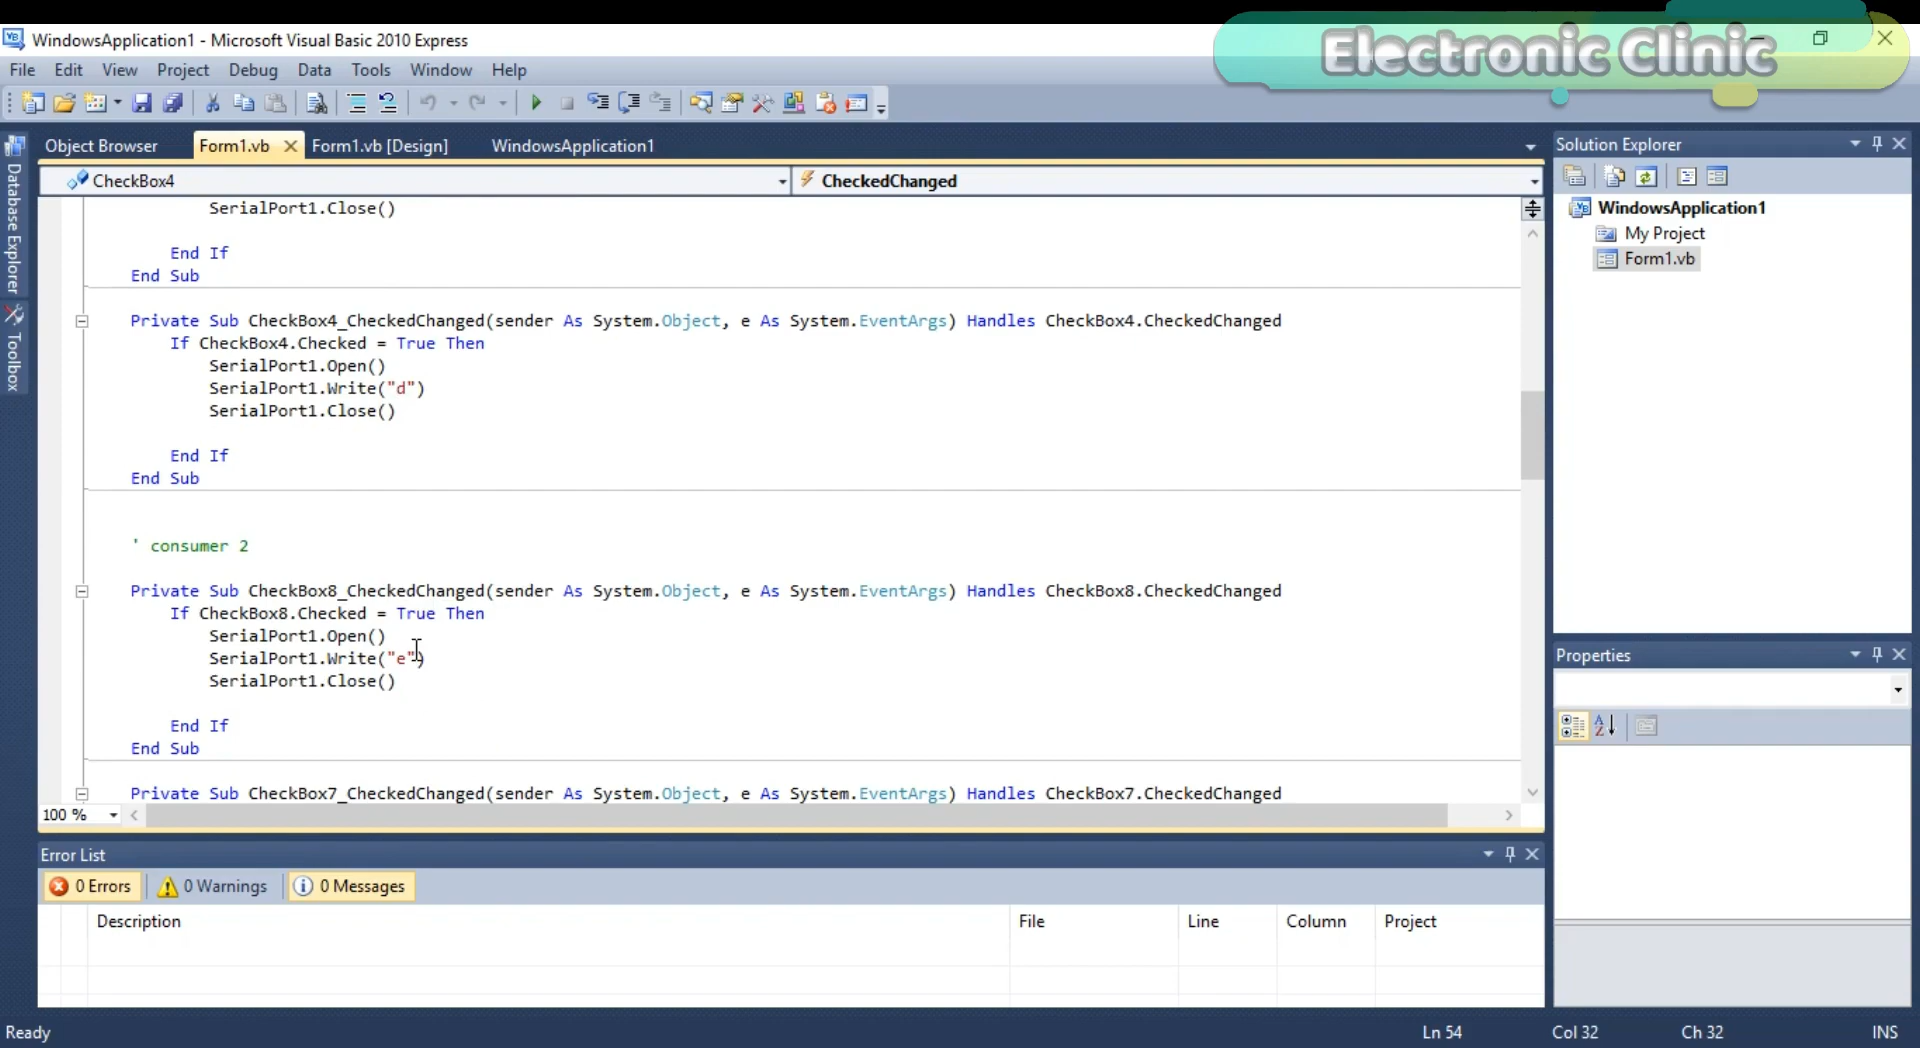 Electronic Clinic
WindowsApplication1 - Microsoft Visual Basic 2010 Express
File Edit View Project Debug Data Tools Window Help
Object Browser Form1.vb Form1.vb [Design] WindowsApplication1
CheckBox4 CheckedChanged
Database Explorer
Toolbox
SerialPort1.Close()
End If
End Sub
Private Sub CheckBox4_CheckedChanged(sender As System.Object, e As System.EventArgs) Handles CheckBox4.CheckedChanged
If CheckBox4.Checked = True Then
SerialPort1.Open()
SerialPort1.Write("d")
SerialPort1.Close()
End If
End Sub
' consumer 2
Private Sub CheckBox8_CheckedChanged(sender As System.Object, e As System.EventArgs) Handles CheckBox8.CheckedChanged
If CheckBox8.Checked = True Then
SerialPort1.Open()
SerialPort1.Write("e")
SerialPort1.Close()
End If
End Sub
Private Sub CheckBox7_CheckedChanged(sender As System.Object, e As System.EventArgs) Handles CheckBox7.CheckedChanged
100 %
Solution Explorer
WindowsApplication1
My Project
Form1.vb
Properties
Error List
0 Errors 0 Warnings 0 Messages
Description File Line Column Project
Ready Ln 54 Col 32 Ch 32 INS